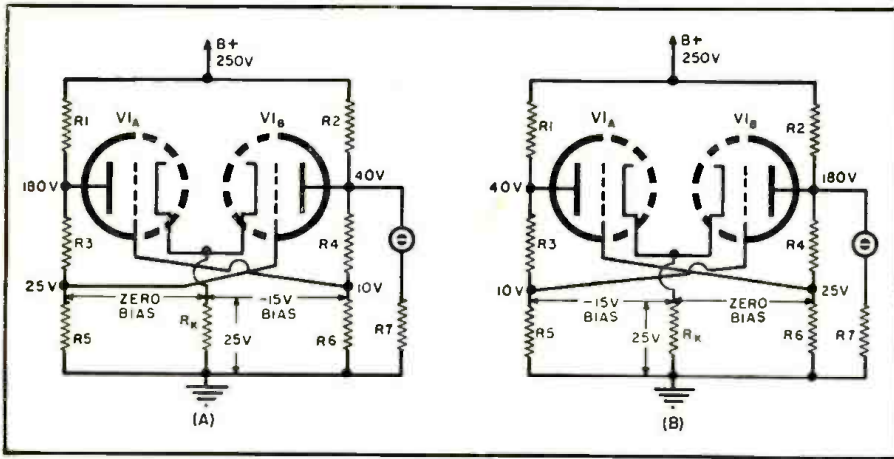 B+
250V
R1
V1A
V1B
R2
180V
40V
R3
R4
25V
10V
ZERO
BIAS
-15V
BIAS
R5
RK
25V
R6
R7
(A)
B+
250V
R1
V1A
V1B
R2
40V
180V
R3
R4
10V
25V
-15V
BIAS
ZERO
BIAS
R5
25V
RK
R6
R7
(B)